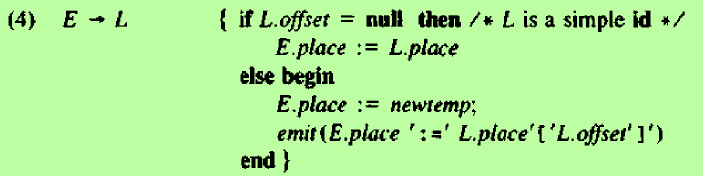 (4) E → L { if L.offset = null then /* L is a simple id */
E.place := L.place
else begin
E.place := newtemp;
emit(E.place ':=' L.place'['L.offset']')
end }